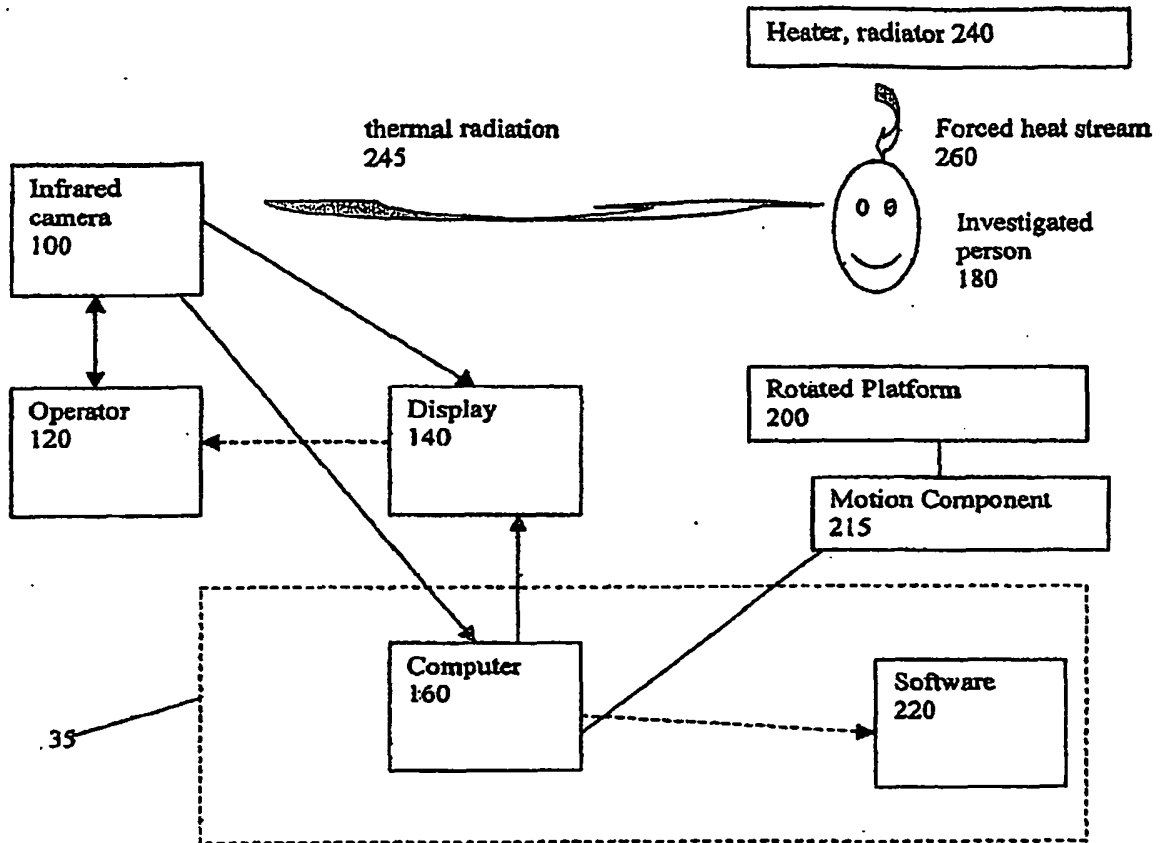 Heater, radiator 240
thermal radiation
245
Forced heat stream
260
Infrared
camera
100
Investigated
person
180
Operator
120
Display
140
Rotated Platform
200
Motion Component
215
Computer
160
Software
220
35